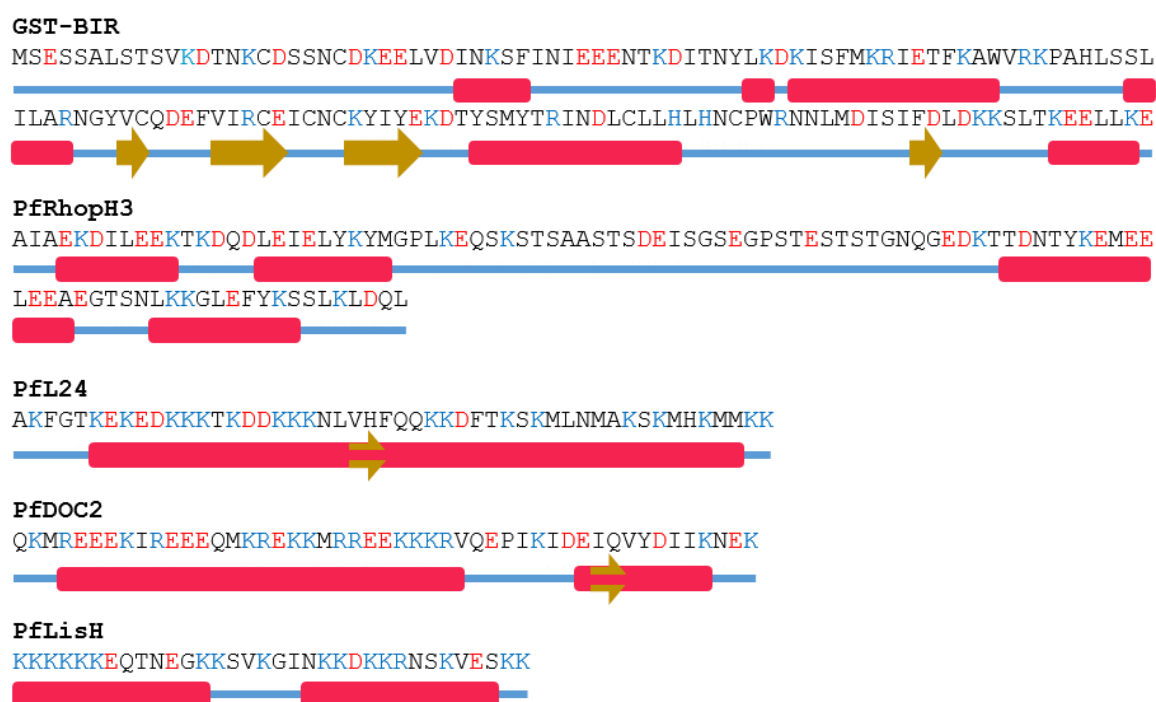 GST-BIR
MSESSALSTSVKDTNKCDSSNCDKEELVDINKSFINIEEENTKDITNYLKDKISFMKRIETFKAWVRKPAHLSSL
ILARNGYVCQDEFVIRCEICNCKYIYEKDTYSMYTRINDLCLLHLHNCPWRNNLMDISIFDLDKKSLTKEELLKE
PfRhopH3
AIAEKDILEEKTKDQDLEIELYKYMGPLKEQSKSTSAASTSDEISGSEGPSTESTSTGNQGEDKTTDNTYKEMEE
LEEAEGTSNLKKGLEFYKSSLKLDQL
PfL24
AKFGTKEKEDKKKTKDDKKKNLVHFQQKKDFTKSKMLNMAKSKMHKMMKK
PfDOC2
QKMREEEKIREEEQMKREKKMRREEKKKRVQEPIKIDEIQVYDIIKNEK
PfLisH
KKKKKKEQTNEGKKSVKGINKKDKKRNSKVESKK